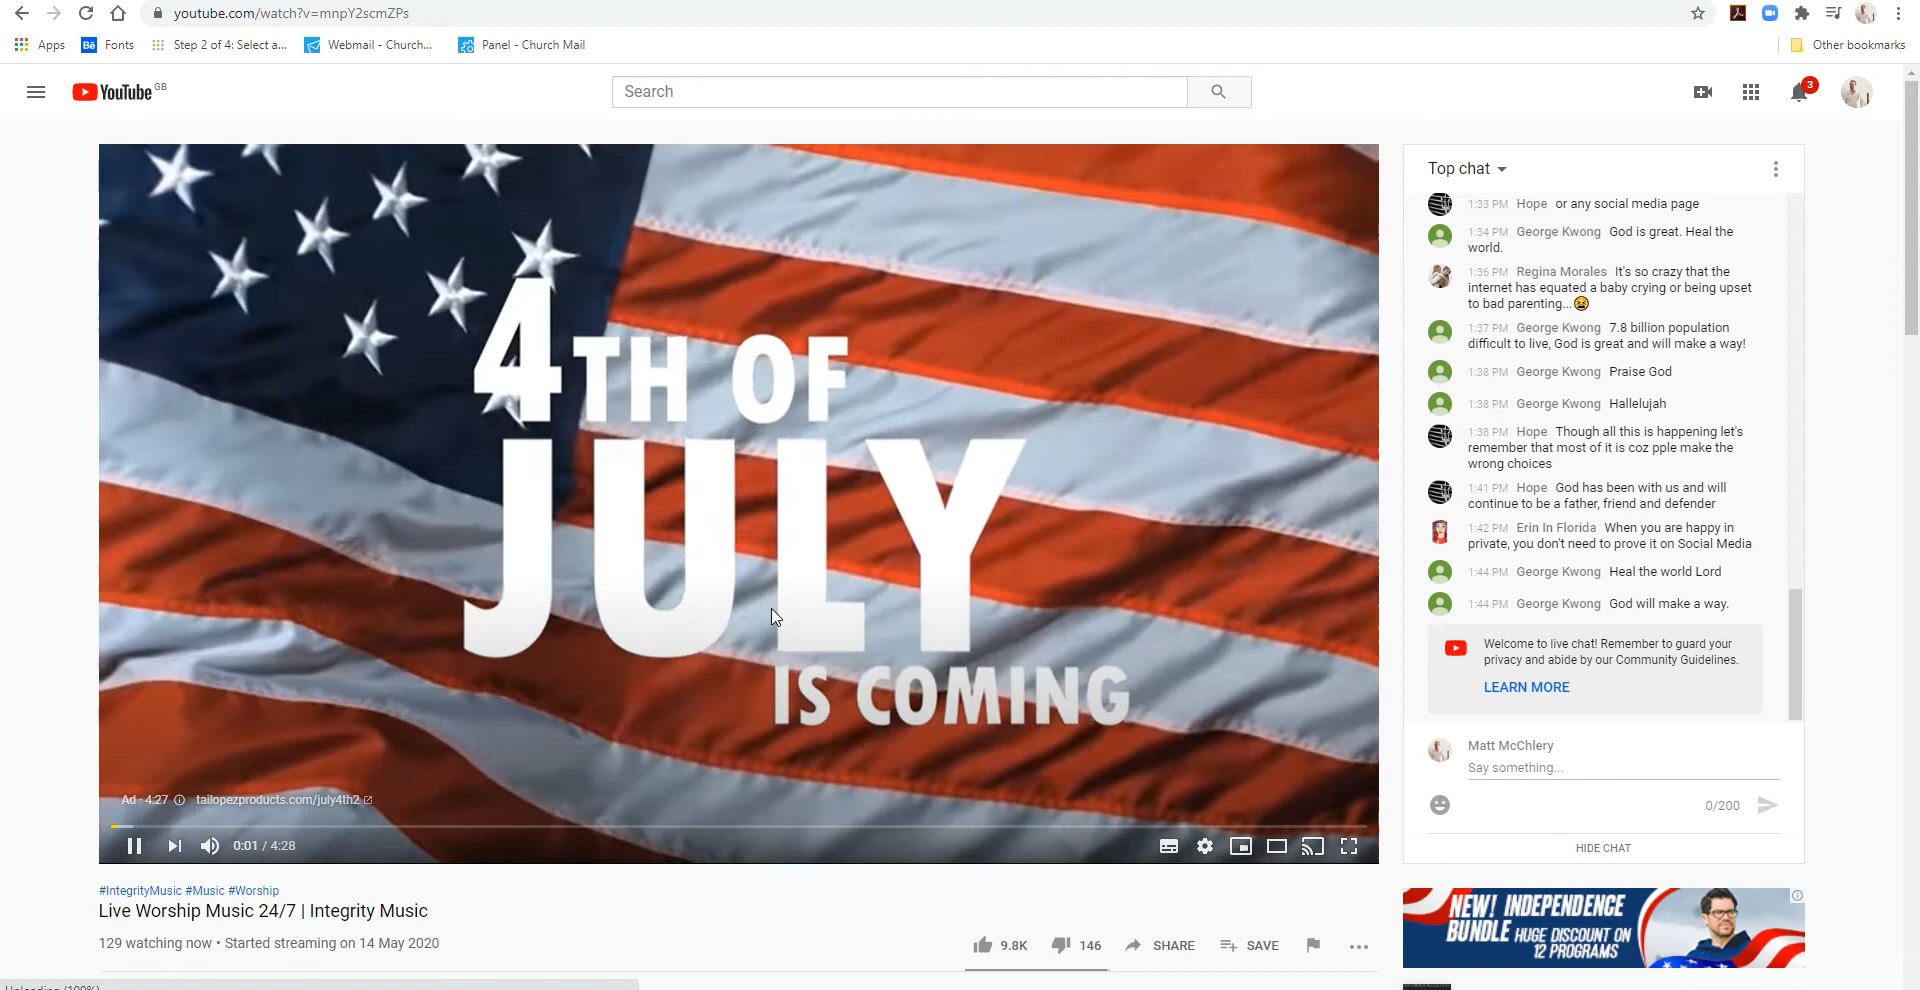 youtube.com/watch?v=mnpY2scmZPs
Apps
Fonts
Step 2 of 4: Select a...
Webmail - Church...
Panel - Church Mail
Other bookmarks
YouTube GB
Search
3
4TH OF
JULY
IS COMING
Ad - 4:27
tailopezproducts.com/july4th2
0:01 / 4:28
#IntegrityMusic #Music #Worship
Live Worship Music 24/7 | Integrity Music
129 watching now • Started streaming on 14 May 2020
9.8K
146
SHARE
SAVE
Top chat
1:33 PM Hope or any social media page
1:34 PM George Kwong God is great. Heal the
world.
1:36 PM Regina Morales It's so crazy that the
internet has equated a baby crying or being upset
to bad parenting...😫
1:37 PM George Kwong 7.8 billion population
difficult to live, God is great and will make a way!
1:38 PM George Kwong Praise God
1:38 PM George Kwong Hallelujah
1:38 PM Hope Though all this is happening let's
remember that most of it is coz pple make the
wrong choices
1:41 PM Hope God has been with us and will
continue to be a father, friend and defender
1:42 PM Erin In Florida When you are happy in
private, you don't need to prove it on Social Media
1:44 PM George Kwong Heal the world Lord
1:44 PM George Kwong God will make a way.
Welcome to live chat! Remember to guard your
privacy and abide by our Community Guidelines.
LEARN MORE
Matt McChlery
Say something...
0/200
HIDE CHAT
NEW! INDEPENDENCE
BUNDLE HUGE DISCOUNT ON
12 PROGRAMS
Uploading (100%)